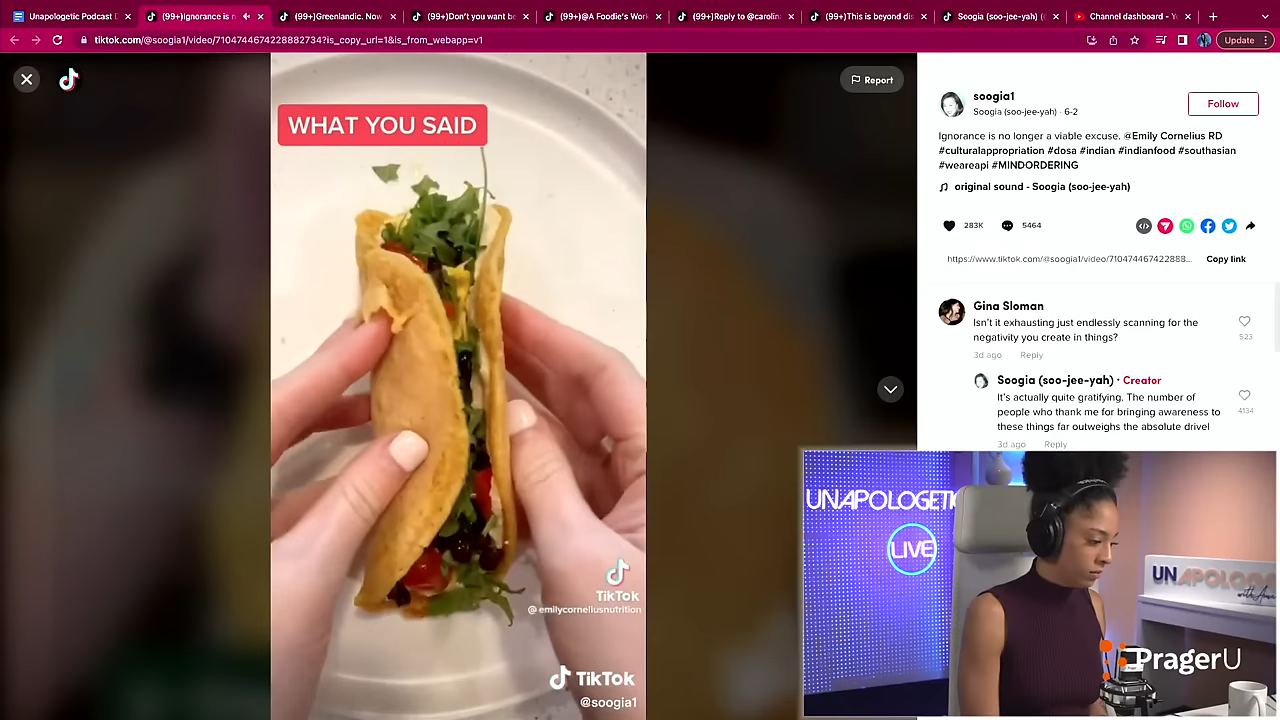 Unapologetic Podcast D
(99+)Ignorance is n
(99+)Greenlandic. Now
(99+)Don't you want be
(99+)@A Foodie's Work
(99+)Reply to @carolin
(99+)This is beyond dis
Soogia (soo-jee-yah) (
Channel dashboard - Y
tiktok.com/@soogia1/video/7104744674228882734?is_copy_url=1&is_from_webapp=v1
Update
Report
WHAT YOU SAID
TikTok
@emilycorneliusnutrition
TikTok
@soogia1
soogia1
Soogia (soo-jee-yah) · 6-2
Follow
Ignorance is no longer a viable excuse. @Emily Cornelius RD
#culturalappropriation #dosa #indian #indianfood #southasian
#weareapi #MINDORDERING
original sound - Soogia (soo-jee-yah)
283K
5464
https://www.tiktok.com/@soogia1/video/710474467422888...
Copy link
Gina Sloman
Isn't it exhausting just endlessly scanning for the
negativity you create in things?
523
3d ago Reply
Soogia (soo-jee-yah) · Creator
It's actually quite gratifying. The number of
people who thank me for bringing awareness to
these things far outweighs the absolute drivel
4134
3d ago Reply
UNAPOLOGETI
LIVE
UNAPOLOG
PragerU